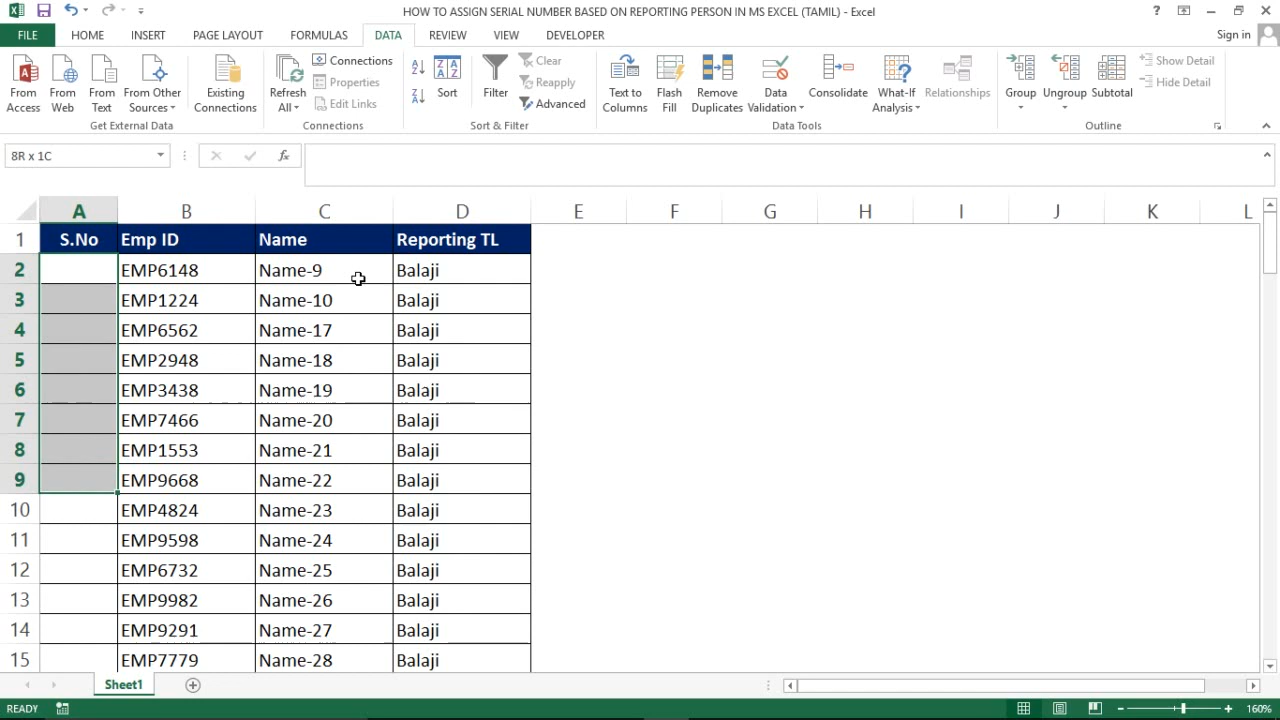 HOW TO ASSIGN SERIAL NUMBER BASED ON REPORTING PERSON IN MS EXCEL (TAMIL) - Excel
FILE HOME INSERT PAGE LAYOUT FORMULAS DATA REVIEW VIEW DEVELOPER Sign in
From Access
From Web
From Text
From Other Sources
Existing Connections
Get External Data
Refresh All
Connections
Properties
Edit Links
Connections
Sort
Filter
Clear
Reapply
Advanced
Sort & Filter
Text to Columns
Flash Fill
Remove Duplicates
Data Validation
Consolidate
What-If Analysis
Relationships
Data Tools
Group
Ungroup
Subtotal
Show Detail
Hide Detail
Outline
8R x 1C fx
A B C D E F G H I J K L
1 S.No Emp ID Name Reporting TL
2 EMP6148 Name-9 Balaji
3 EMP1224 Name-10 Balaji
4 EMP6562 Name-17 Balaji
5 EMP2948 Name-18 Balaji
6 EMP3438 Name-19 Balaji
7 EMP7466 Name-20 Balaji
8 EMP1553 Name-21 Balaji
9 EMP9668 Name-22 Balaji
10 EMP4824 Name-23 Balaji
11 EMP9598 Name-24 Balaji
12 EMP6732 Name-25 Balaji
13 EMP9982 Name-26 Balaji
14 EMP9291 Name-27 Balaji
15 EMP7779 Name-28 Balaji
Sheet1
READY 160%